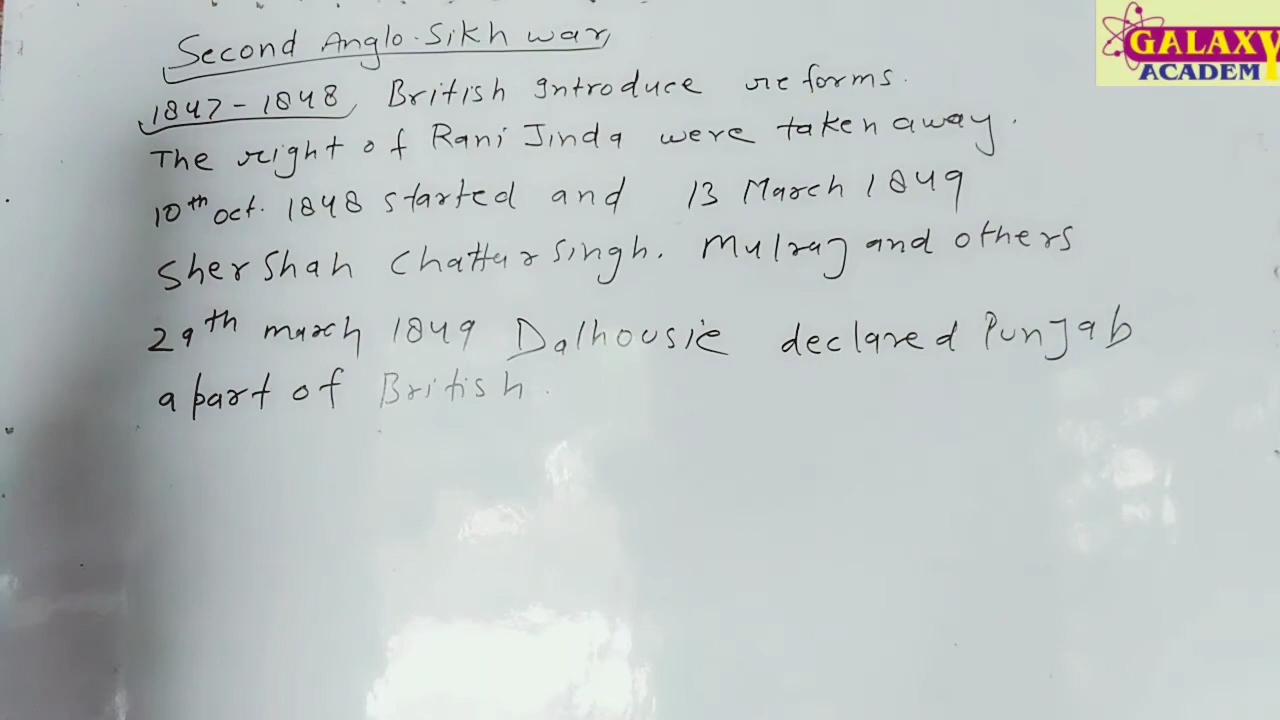 Second Anglo-Sikh war,
GALAXY
ACADEM
1847-1848, British Introduce reforms.
The right of Rani Jinda were taken away.
10th oct. 1848 started and 13 March 1849
Sher Shah Chattar Singh. Mulraj and others
29th march 1849 Dalhousie declared Punjab
a part of British.